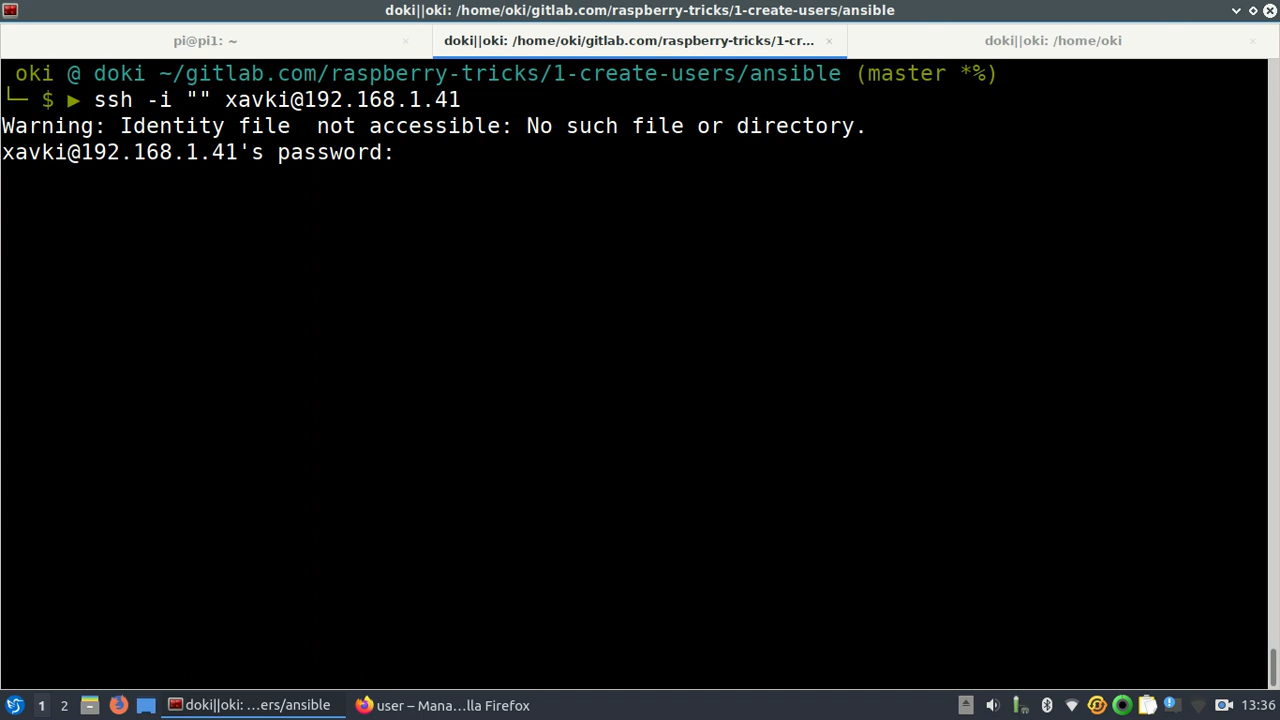 doki||oki: /home/oki/gitlab.com/raspberry-tricks/1-create-users/ansible
pi@pi1: ~
doki||oki: /home/oki/gitlab.com/raspberry-tricks/1-cr...
doki||oki: /home/oki
oki @ doki ~/gitlab.com/raspberry-tricks/1-create-users/ansible (master *%)
└─ $ ▶ ssh -i "" xavki@192.168.1.41
Warning: Identity file  not accessible: No such file or directory.
xavki@192.168.1.41's password:
1 2 doki||oki: ...ers/ansible user – Mana...lla Firefox 13:36